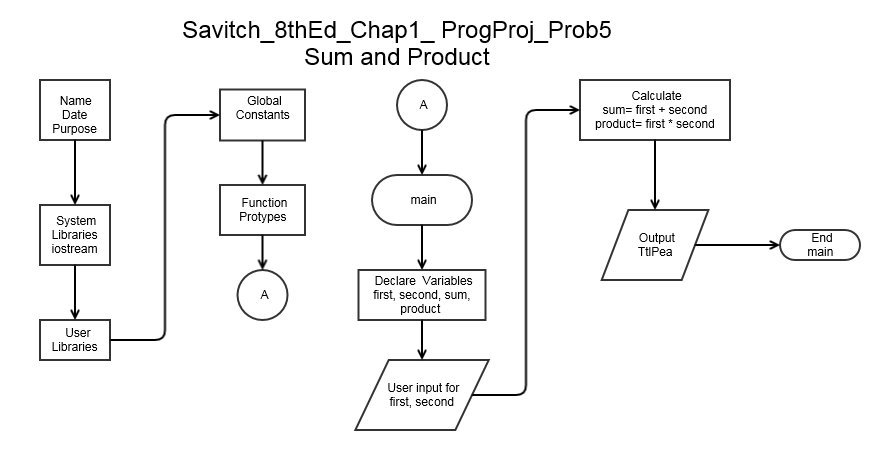 Savitch_8thEd_Chap1_ ProgProj_Prob5
Sum and Product
Name
Date
Purpose
System
Libraries
iostream
User
Libraries
Global
Constants
Function
Protypes
A
A
main
Declare Variables
first, second, sum,
product
User input for
first, second
Calculate
sum= first + second
product= first * second
Output
TtlPea
End
main